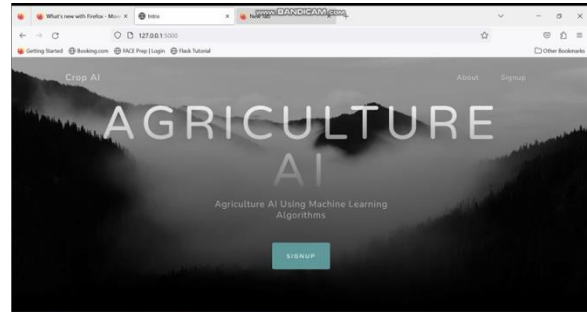 www.BANDICAM.com
What's new with Firefox - Mo
Intro
New Tab
127.0.0.1:5000
Getting Started
Booking.com
FACE Prep | Login
Flask Tutorial
Other Bookmarks
Crop AI
About
Signup
AGRICULTURE
AI
Agriculture AI Using Machine Learning
Algorithms
SIGNUP